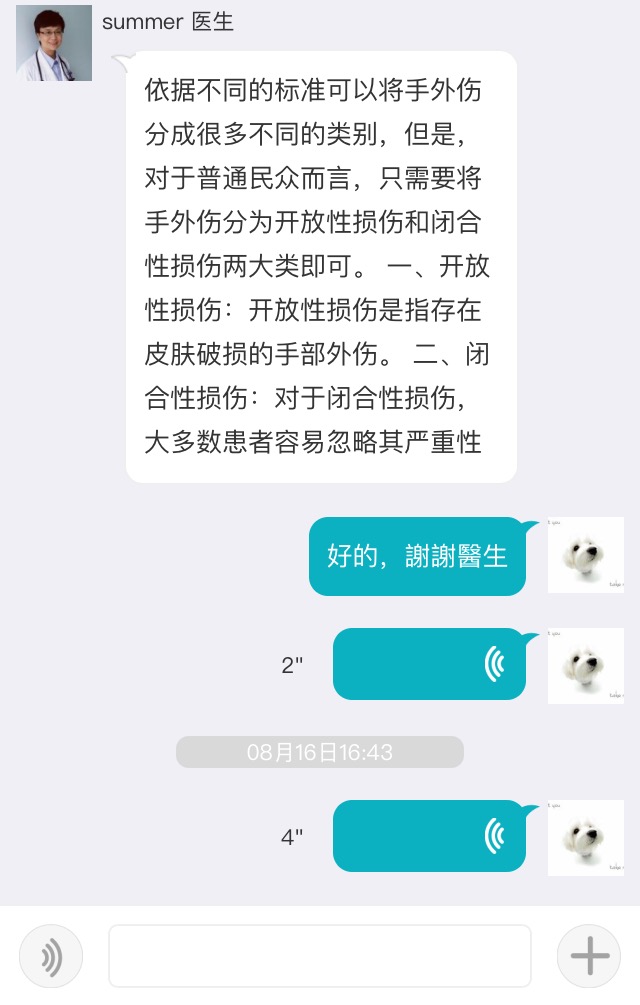 summer 医生
依据不同的标准可以将手外伤
分成很多不同的类别，但是，
对于普通民众而言，只需要将
手外伤分为开放性损伤和闭合
性损伤两大类即可。 一、开放
性损伤：开放性损伤是指存在
皮肤破损的手部外伤。 二、闭
合性损伤：对于闭合性损伤，
大多数患者容易忽略其严重性
好的，謝謝醫生
2"
08月16日16:43
4"